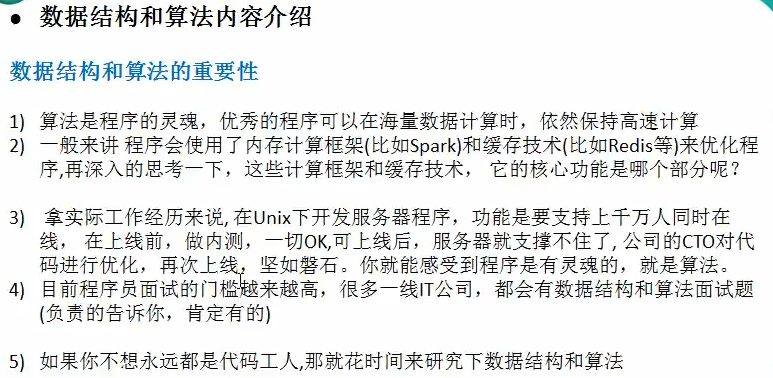 ● 数据结构和算法内容介绍
数据结构和算法的重要性
1) 算法是程序的灵魂，优秀的程序可以在海量数据计算时，依然保持高速计算
2) 一般来讲 程序会使用了内存计算框架(比如Spark)和缓存技术(比如Redis等)来优化程
序,再深入的思考一下，这些计算框架和缓存技术， 它的核心功能是哪个部分呢？
3) 拿实际工作经历来说, 在Unix下开发服务器程序，功能是要支持上千万人同时在
线， 在上线前，做内测，一切OK,可上线后，服务器就支撑不住了, 公司的CTO对代
码进行优化，再次上线，坚如磐石。你就能感受到程序是有灵魂的，就是算法。
4) 目前程序员面试的门槛越来越高，很多一线IT公司，都会有数据结构和算法面试题
(负责的告诉你，肯定有的)
5) 如果你不想永远都是代码工人,那就花时间来研究下数据结构和算法